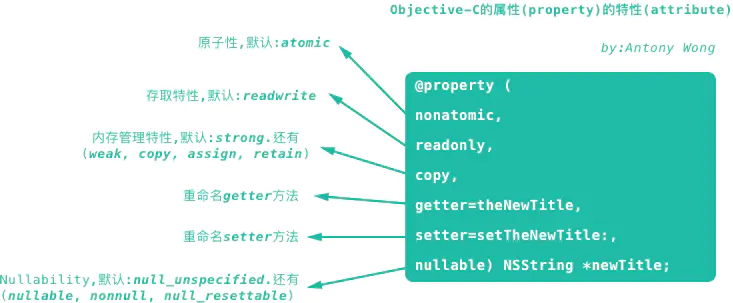 Objective-C的属性(property)的特性(attribute)
by:Antony Wong
原子性,默认:atomic
存取特性,默认:readwrite
内存管理特性,默认:strong.还有
(weak, copy, assign, retain)
重命名getter方法
重命名setter方法
Nullability,默认:null_unspecified.还有
(nullable, nonnull, null_resettable)
@property (
nonatomic,
readonly,
copy,
getter=theNewTitle,
setter=setTheNewTitle:,
nullable) NSString *newTitle;